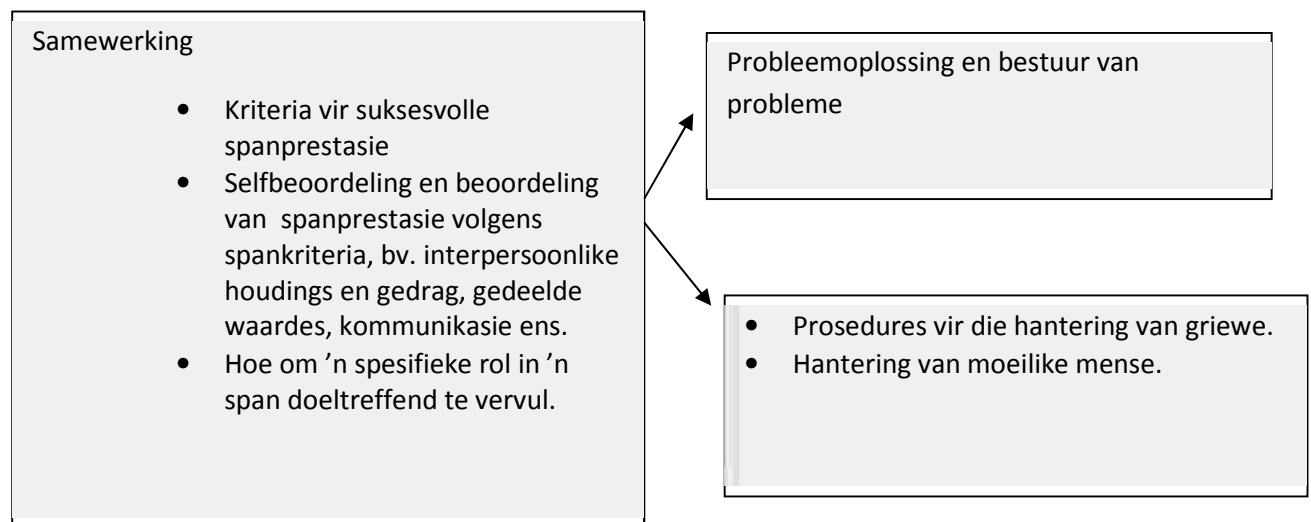 Samewerking
• Kriteria vir suksesvolle
spanprestasie
• Selfbeoordeling en beoordeling
van spanprestasie volgens
spankriteria, bv. interpersoonlike
houdings en gedrag, gedeelde
waardes, kommunikasie ens.
• Hoe om ’n spesifieke rol in ’n
span doeltreffend te vervul.
Probleemoplossing en bestuur van
probleme
• Prosedures vir die hantering van griewe.
• Hantering van moeilike mense.